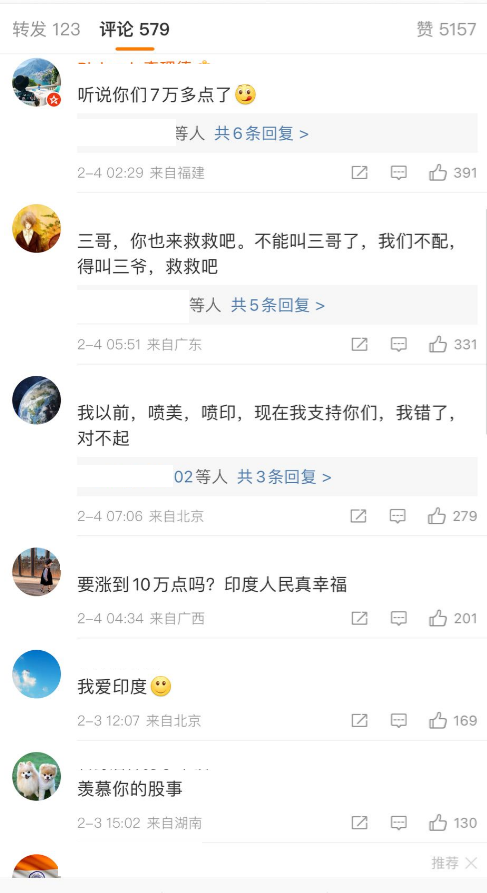 转发 123 评论 579 赞 5157
听说你们7万多点了
等人 共6条回复 >
2-4 02:29 来自福建 391
三哥，你也来救救吧。不能叫三哥了，我们不配，
得叫三爷，救救吧
等人 共5条回复 >
2-4 05:51 来自广东 331
我以前，喷美，喷印，现在我支持你们，我错了，
对不起
02等人 共3条回复 >
2-4 07:06 来自北京 279
要涨到10万点吗？印度人民真幸福
2-4 04:34 来自广西 201
我爱印度
2-3 12:07 来自北京 169
羡慕你的股事
2-3 15:02 来自湖南 130
推荐